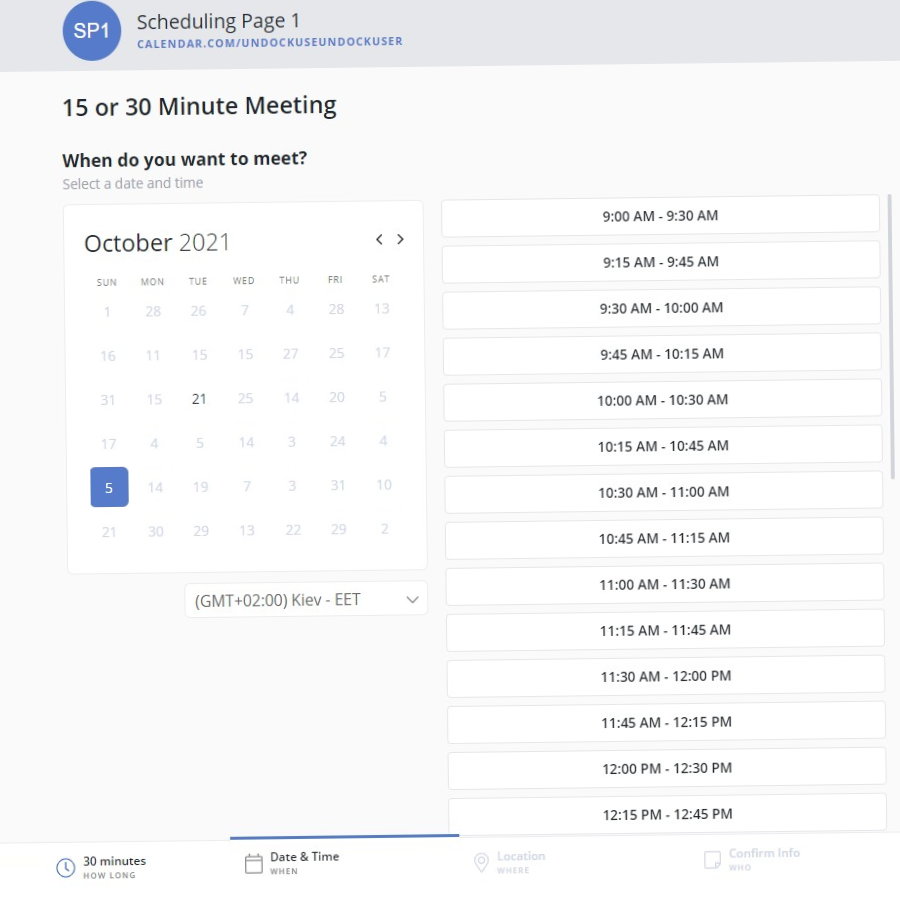 SP1
Scheduling Page 1
CALENDAR.COM/UNDOCKUSEUNDOCKUSER
15 or 30 Minute Meeting
When do you want to meet?
Select a date and time
October 2021
SUN MON TUE WED THU FRI SAT
1 28 26 7 4 28 13
16 11 15 15 27 25 17
31 15 21 25 14 20 5
17 4 5 14 3 24 4
5 14 19 7 3 31 10
21 30 29 13 22 29 2
(GMT+02:00) Kiev - EET
9:00 AM - 9:30 AM
9:15 AM - 9:45 AM
9:30 AM - 10:00 AM
9:45 AM - 10:15 AM
10:00 AM - 10:30 AM
10:15 AM - 10:45 AM
10:30 AM - 11:00 AM
10:45 AM - 11:15 AM
11:00 AM - 11:30 AM
11:15 AM - 11:45 AM
11:30 AM - 12:00 PM
11:45 AM - 12:15 PM
12:00 PM - 12:30 PM
12:15 PM - 12:45 PM
30 minutes
HOW LONG
Date & Time
WHEN
Location
WHERE
Confirm Info
WHO